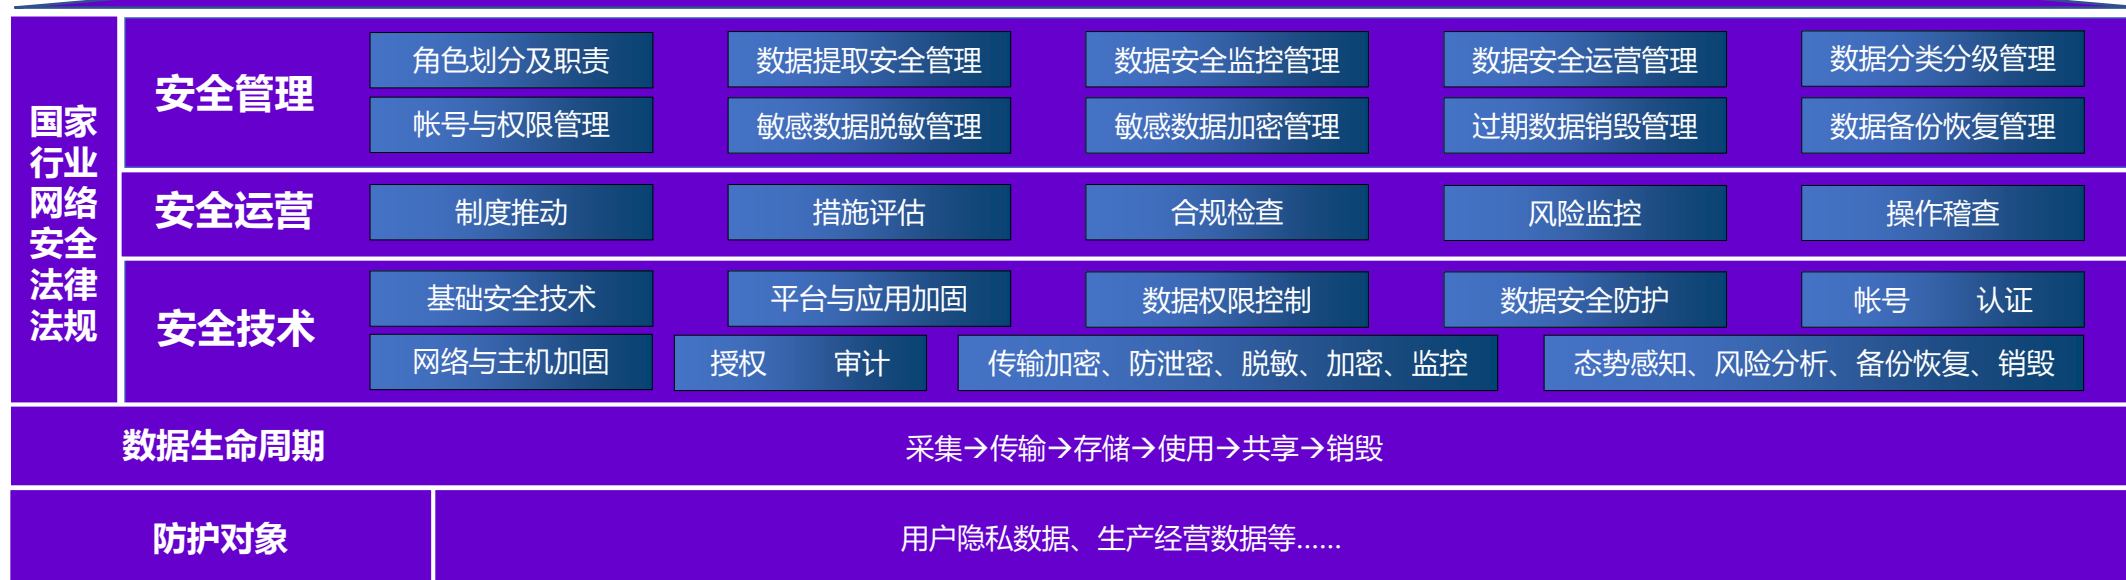 国家
行业
网络
安全
法律
法规
安全管理
角色划分及职责
数据提取安全管理
数据安全监控管理
数据安全运营管理
数据分类分级管理
帐号与权限管理
敏感数据脱敏管理
敏感数据加密管理
过期数据销毁管理
数据备份恢复管理
安全运营
制度推动
措施评估
合规检查
风险监控
操作稽查
安全技术
基础安全技术
平台与应用加固
数据权限控制
数据安全防护
帐号 认证
网络与主机加固
授权 审计
传输加密、防泄密、脱敏、加密、监控
态势感知、风险分析、备份恢复、销毁
数据生命周期
采集→传输→存储→使用→共享→销毁
防护对象
用户隐私数据、生产经营数据等……